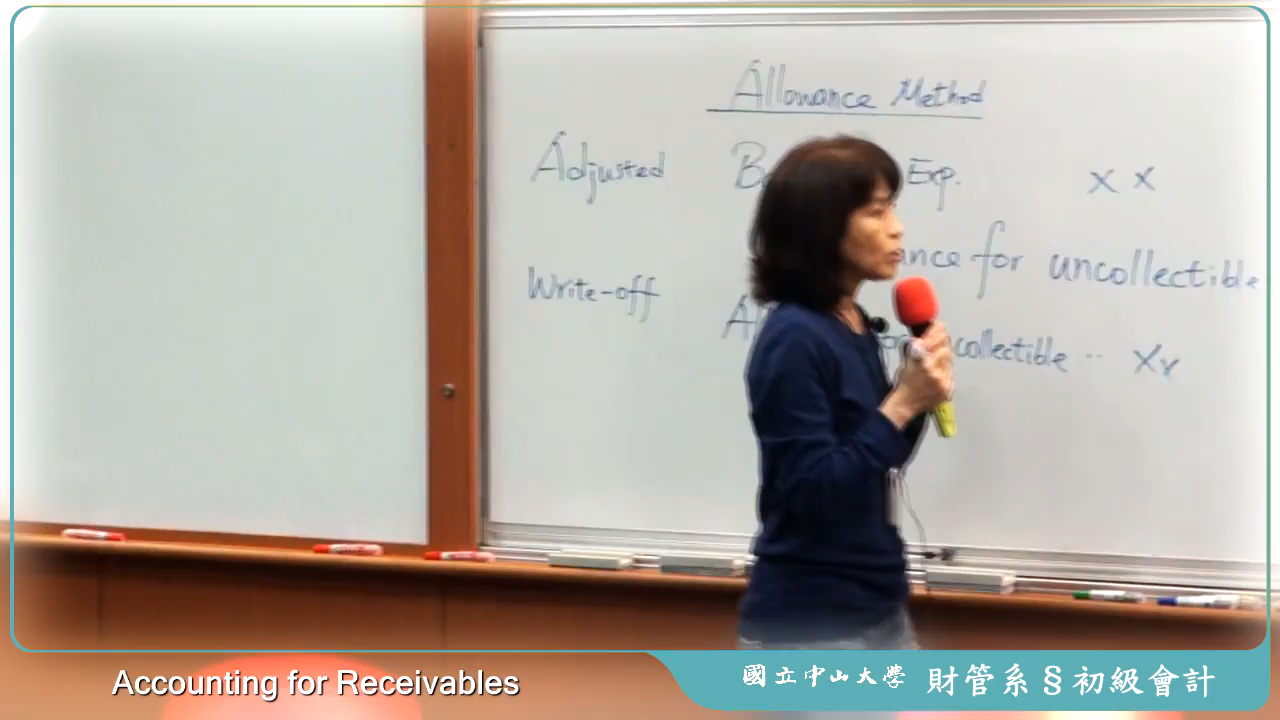 Allowance Method
Adjusted Exp. x x
for uncollectible
Write-off
collectible ·· Xx
Accounting for Receivables
國立中山大學 財管系§初級會計